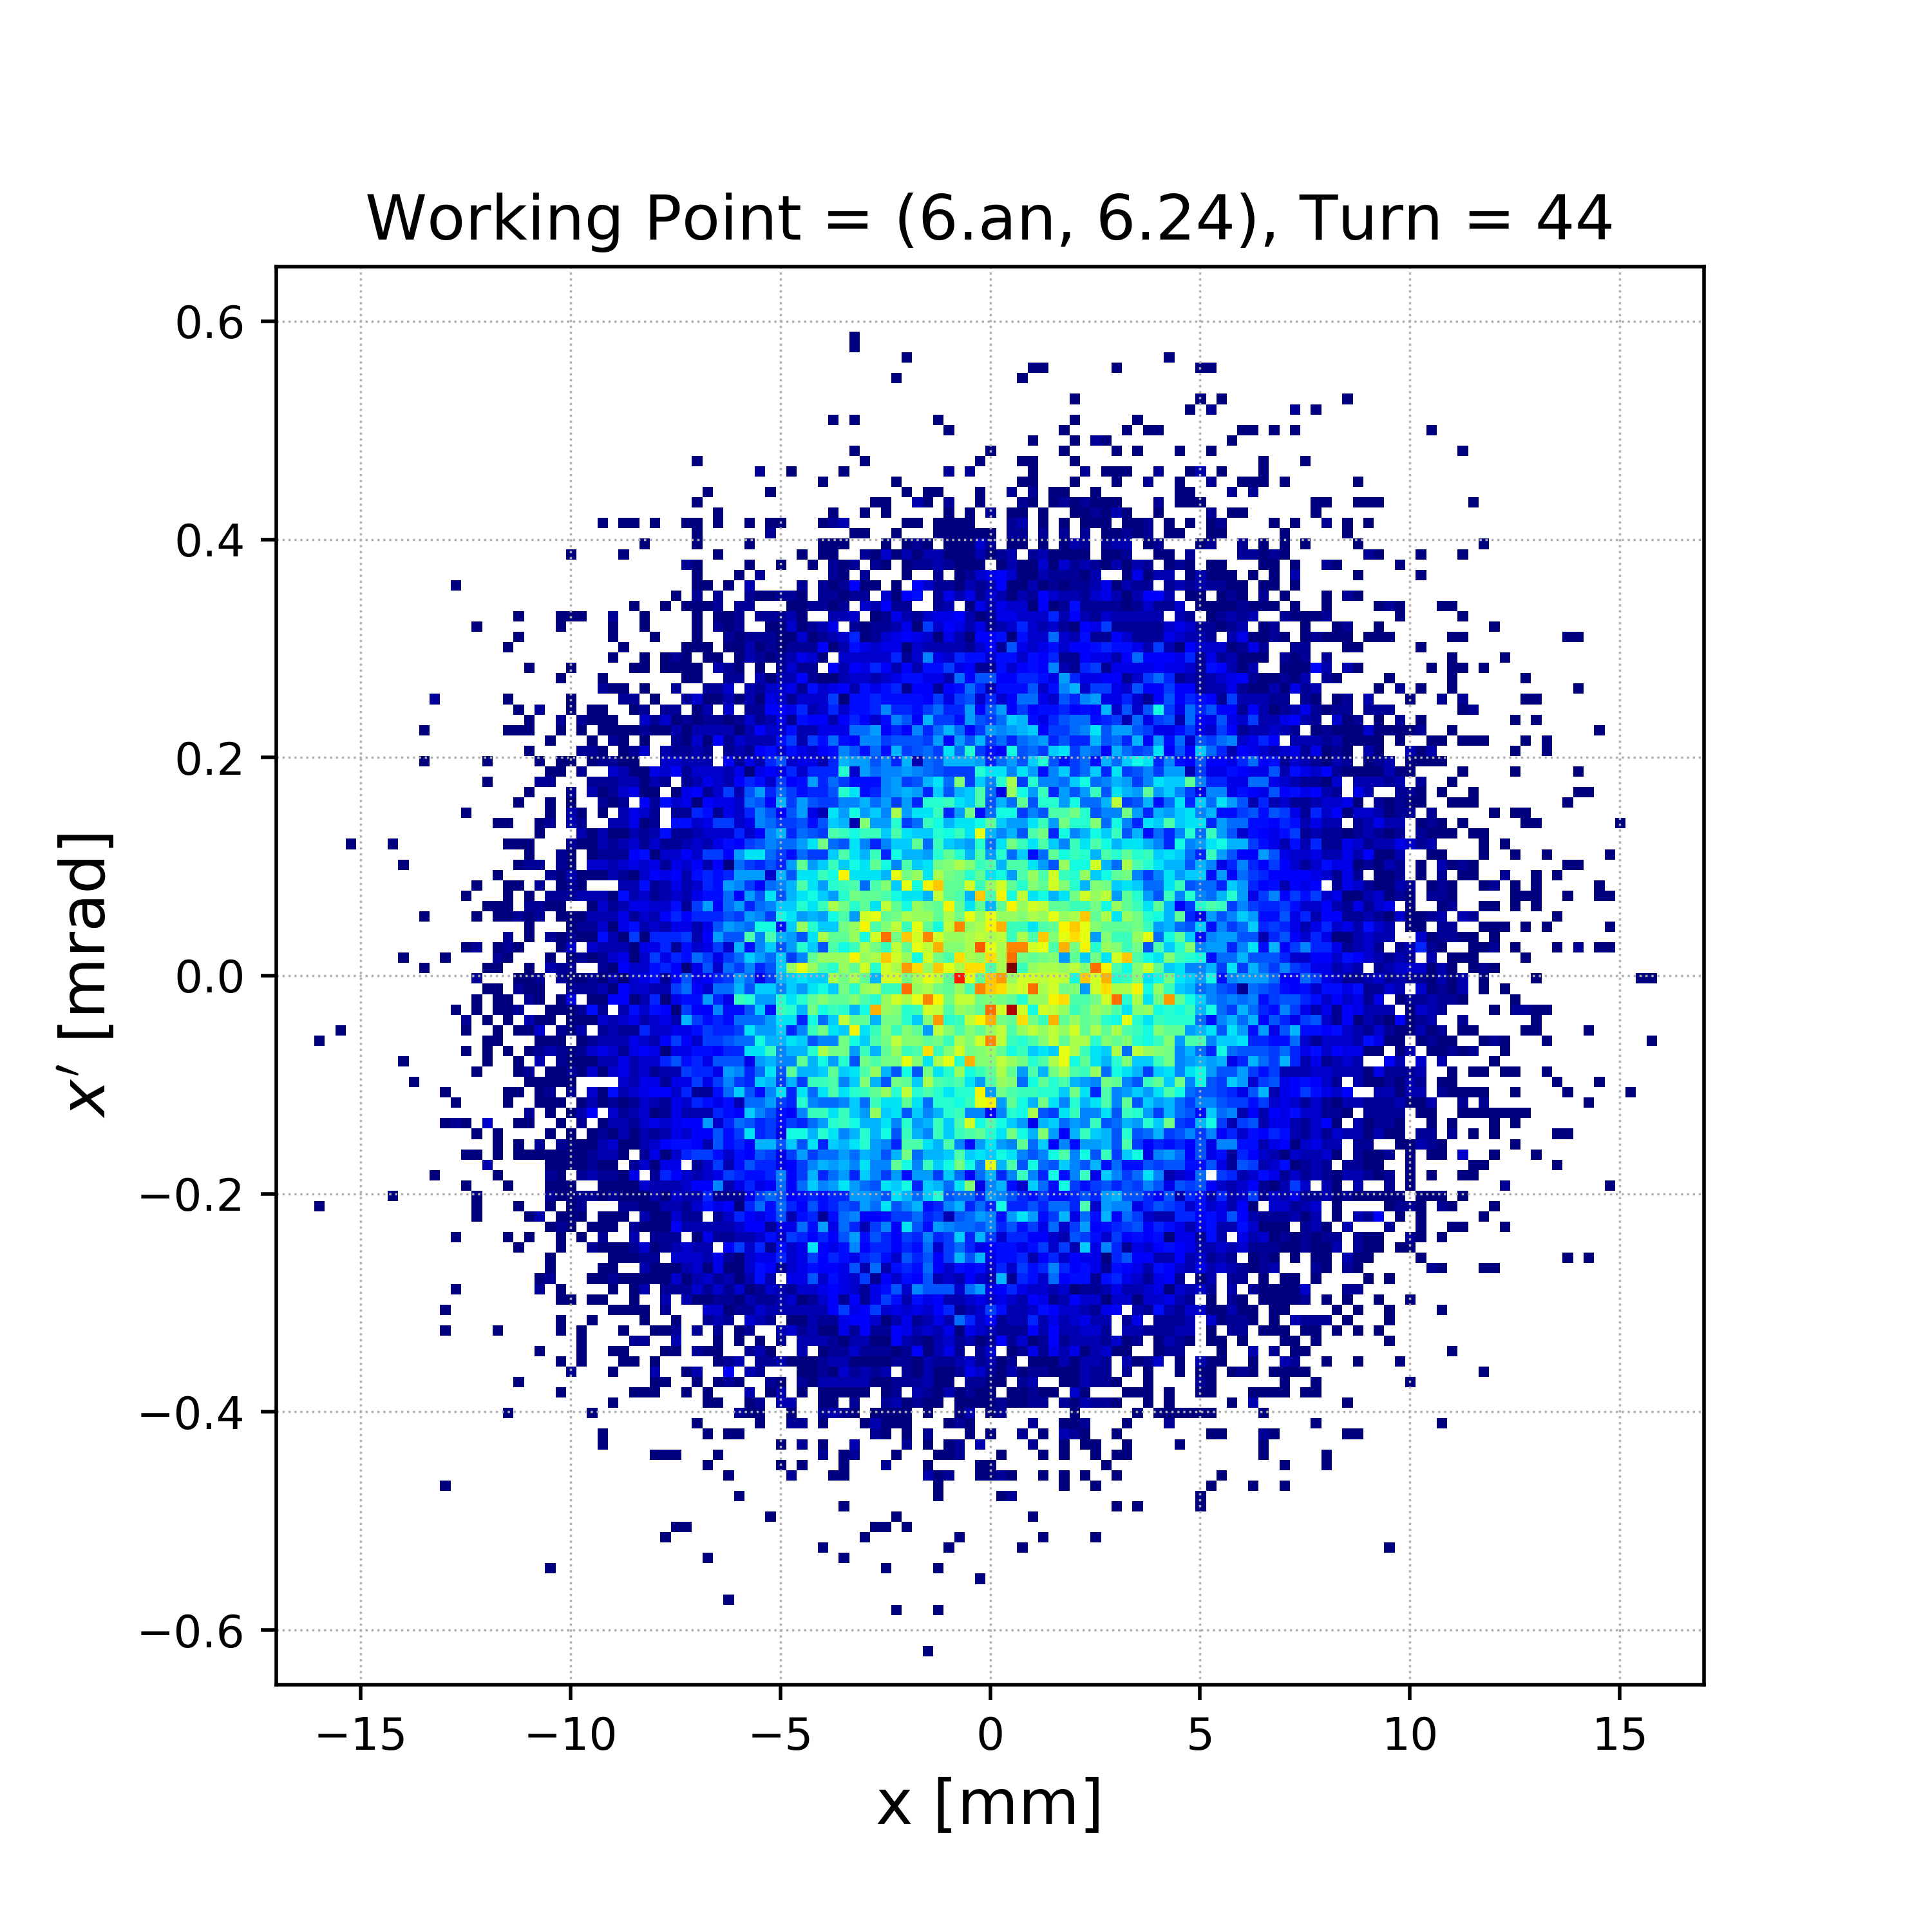 Working Point = (6.an, 6.24), Turn = 44
0.6
0.4
0.2
0.0
−0.2
−0.4
−0.6
x′ [mrad]
−15 −10 −5 0 5 10 15
x [mm]